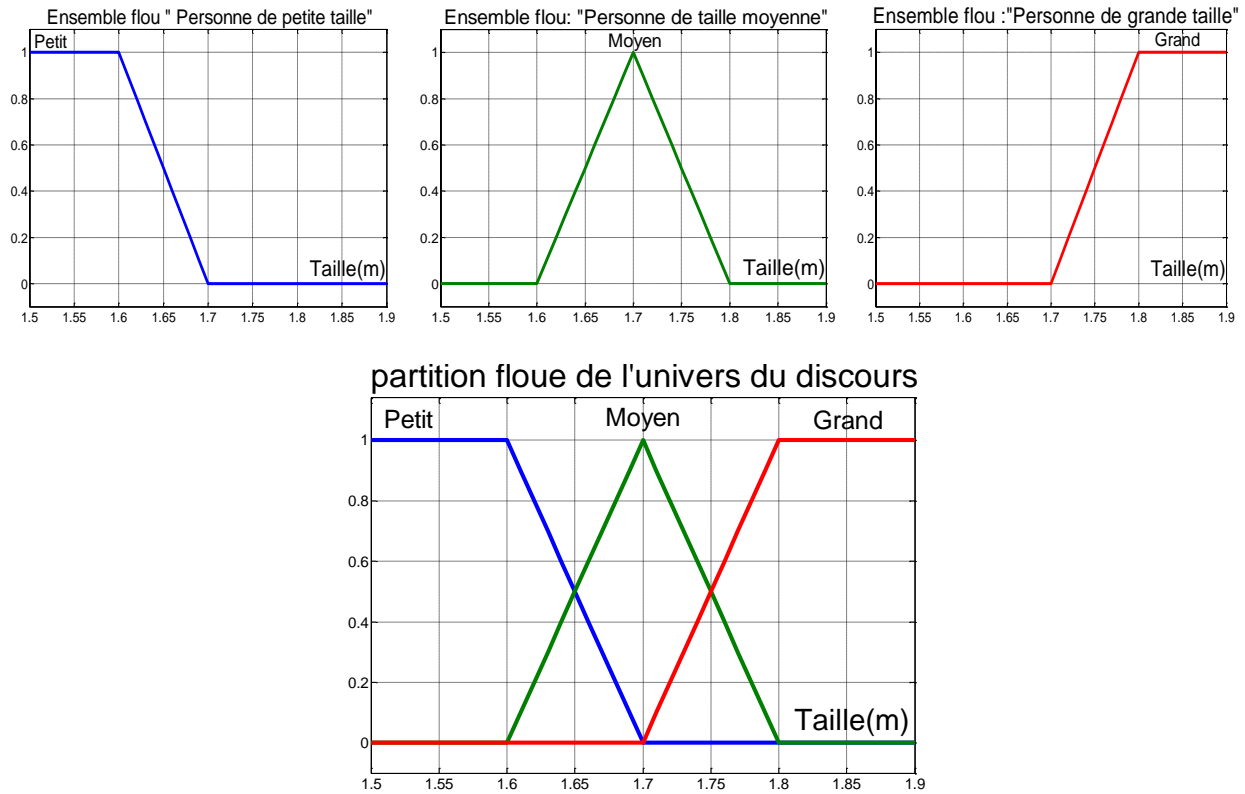 Ensemble flou " Personne de petite taille"
Petit
1
0.8
0.6
0.4
0.2
0
Taille(m)
1.5 1.55 1.6 1.65 1.7 1.75 1.8 1.85 1.9
Ensemble flou: "Personne de taille moyenne"
Moyen
1
0.8
0.6
0.4
0.2
0
Taille(m)
1.5 1.55 1.6 1.65 1.7 1.75 1.8 1.85 1.9
Ensemble flou :"Personne de grande taille"
Grand
1
0.8
0.6
0.4
0.2
0
Taille(m)
1.5 1.55 1.6 1.65 1.7 1.75 1.8 1.85 1.9
partition floue de l'univers du discours
Petit Moyen Grand
1
0.8
0.6
0.4
0.2
0
Taille(m)
1.5 1.55 1.6 1.65 1.7 1.75 1.8 1.85 1.9